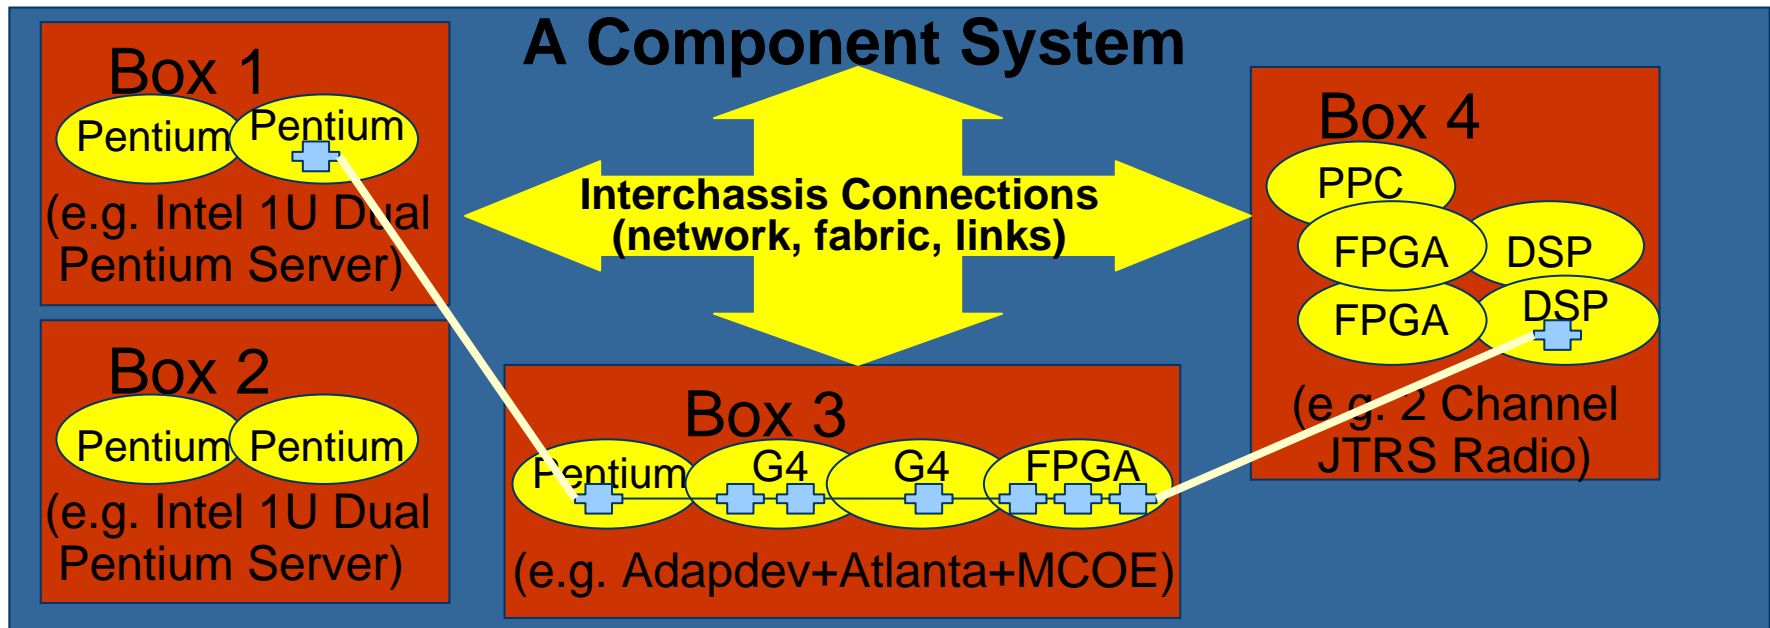 A Component System
Box 1
Pentium
Pentium
(e.g. Intel 1U Dual
Pentium Server)
Box 2
Pentium
Pentium
(e.g. Intel 1U Dual
Pentium Server)
Interchassis Connections
(network, fabric, links)
Box 3
Pentium
G4
G4
FPGA
(e.g. Adapdev+Atlanta+MCOE)
Box 4
PPC
FPGA
DSP
FPGA
DSP
(e.g. 2 Channel
JTRS Radio)